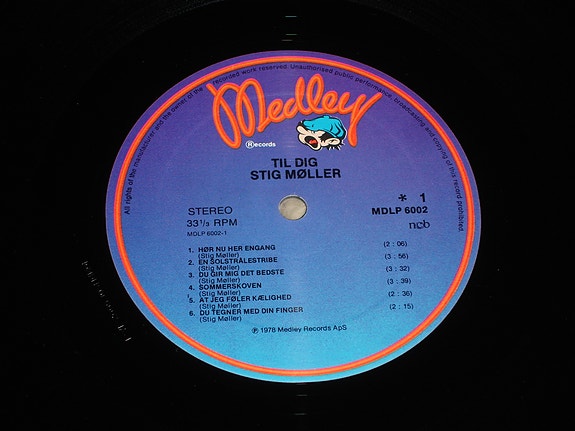 All rights of the manufacturer and the owner of the recorded work reserved. Unauthorised public performance, broadcasting and copying of this record prohibited.
Medley
Records
TIL DIG
STIG MØLLER
STEREO
33 1/3 RPM
MDLP 6002-1
* 1
MDLP 6002
ncb
1. HØR NU HER ENGANG (2 : 06)
(Stig Møller)
2. EN SOLSTRÅLESTRIBE (3 : 56)
(Stig Møller)
3. DU GIR MIG DET BEDSTE (3 : 32)
(Stig Møller)
4. SOMMERSKOVEN (3 : 39)
(Stig Møller)
5. AT JEG FØLER KÆLIGHED (2 : 36)
(Stig Møller)
6. DU TEGNER MED DIN FINGER (2 : 15)
(Stig Møller)
℗ 1978 Medley Records ApS